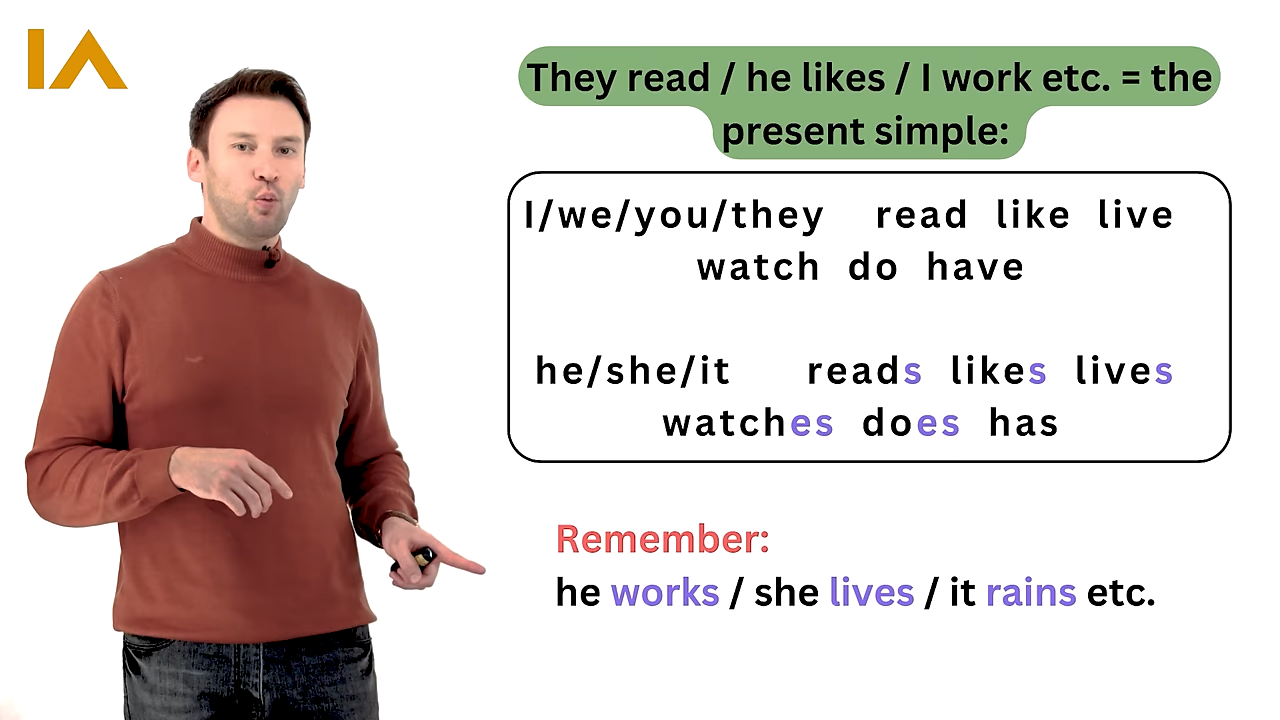 IA
They read / he likes / I work etc. = the
present simple:
I/we/you/they read like live
watch do have
he/she/it reads likes lives
watches does has
Remember:
he works / she lives / it rains etc.